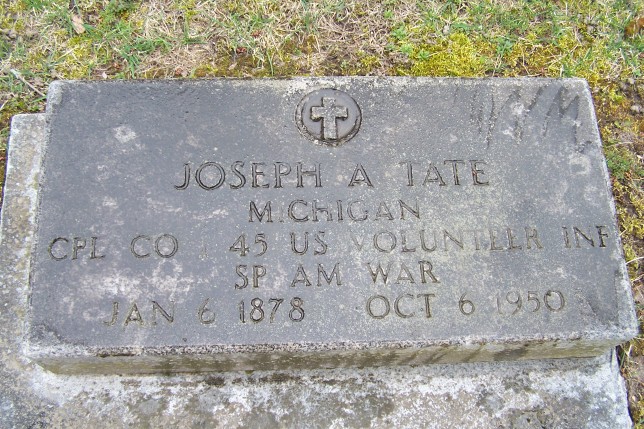 JOSEPH A TATE
MICHIGAN
CPL CO 45 US VOLUNTEER INF
SP AM WAR
JAN 6 1878 OCT 6 1950